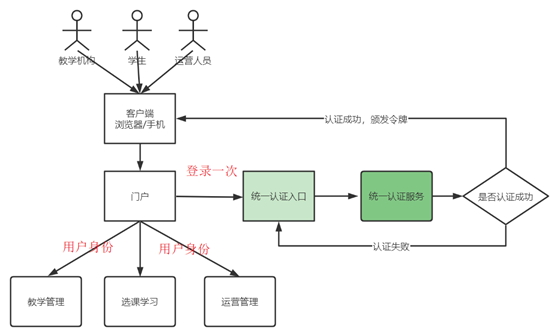 教学机构
学生
运营人员
客户端
浏览器/手机
认证成功，颁发令牌
登录一次
门户
统一认证入口
统一认证服务
是否认证成功
用户身份
用户身份
认证失败
教学管理
选课学习
运营管理